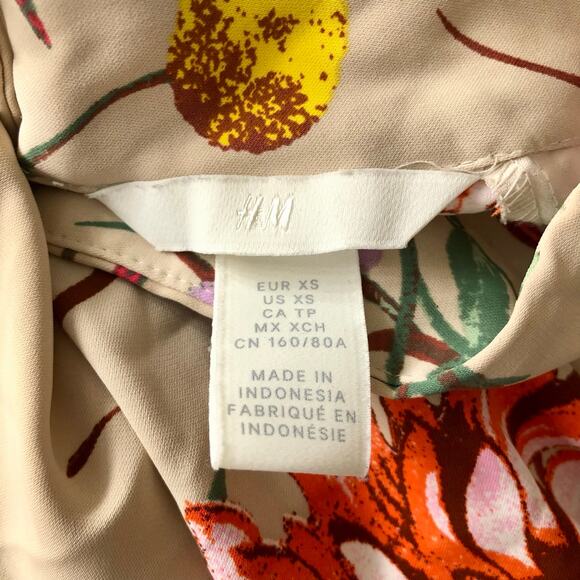 H&M
EUR XS
US XS
CA TP
MX XCH
CN 160/80A
MADE IN
INDONESIA
FABRIQUÉ EN
INDONÉSIE